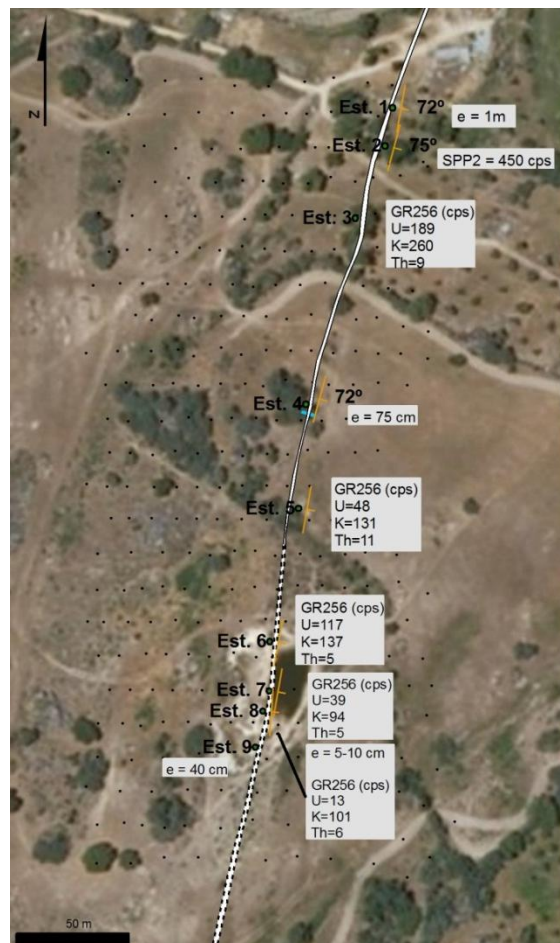 N
Est. 1
72º
e = 1m
Est. 2
75º
SPP2 = 450 cps
Est: 3
GR256 (cps)
U=189
K=260
Th=9
Est. 4
72º
e = 75 cm
Est. 5
GR256 (cps)
U=48
K=131
Th=11
GR256 (cps)
U=117
K=137
Th=5
Est. 6
GR256 (cps)
U=39
K=94
Th=5
Est. 7
Est. 8
Est. 9
e = 5-10 cm
e = 40 cm
GR256 (cps)
U=13
K=101
Th=6
50 m